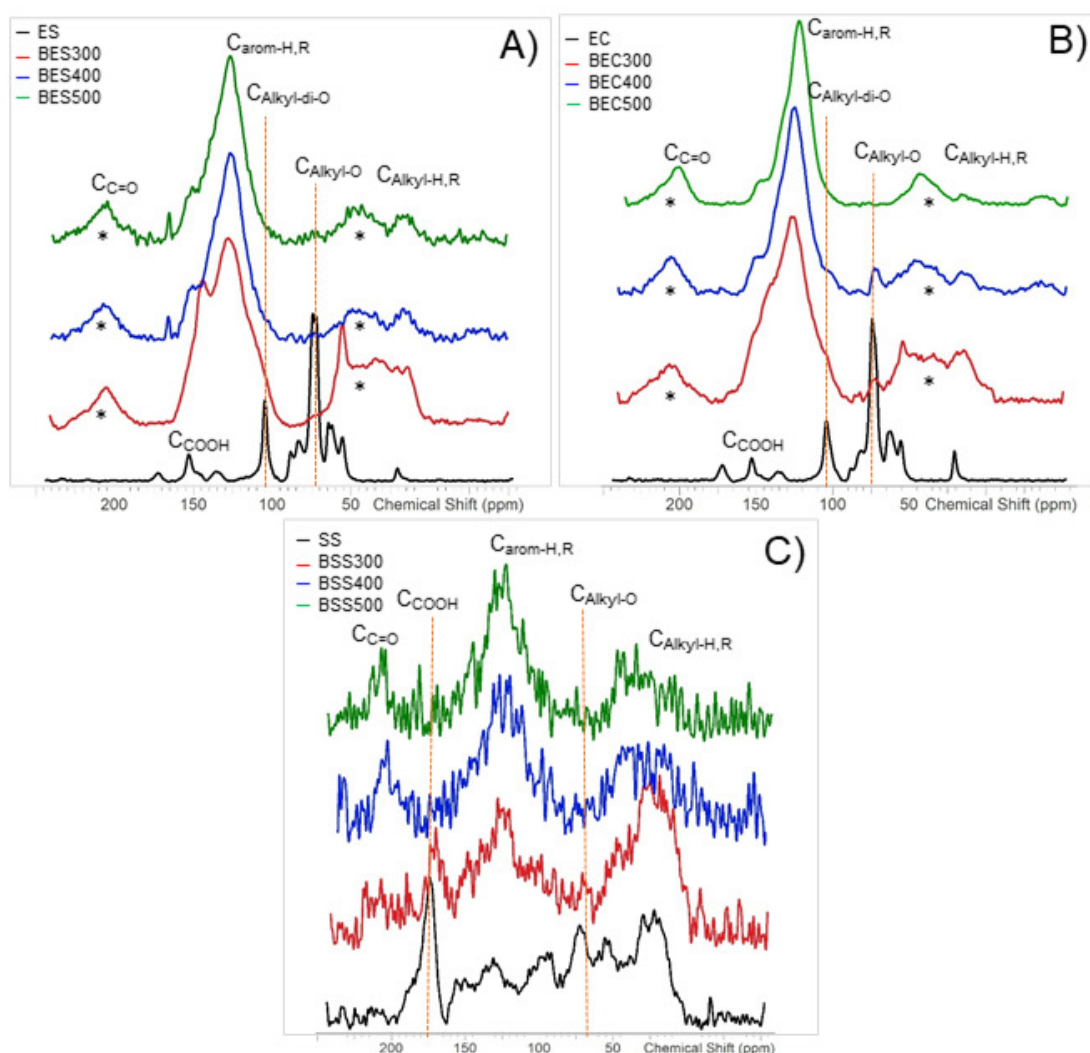 A)
ES
BES300
BES400
BES500
Carom-H,R
CAlkyl-di-O
CC=O
CAlkyl-O
CAlkyl-H,R
*
*
*
*
*
*
CCOOH
200 150 100 50 Chemical Shift (ppm)
B)
EC
BEC300
BEC400
BEC500
Carom-H,R
CAlkyl-di-O
CC=O
CAlkyl-O
CAlkyl-H,R
*
*
*
*
*
*
CCOOH
200 150 100 50 Chemical Shift (ppm)
C)
SS
BSS300
BSS400
BSS500
Carom-H,R
CCOOH
CAlkyl-O
CC=O
CAlkyl-H,R
200 150 100 50 Chemical Shift (ppm)